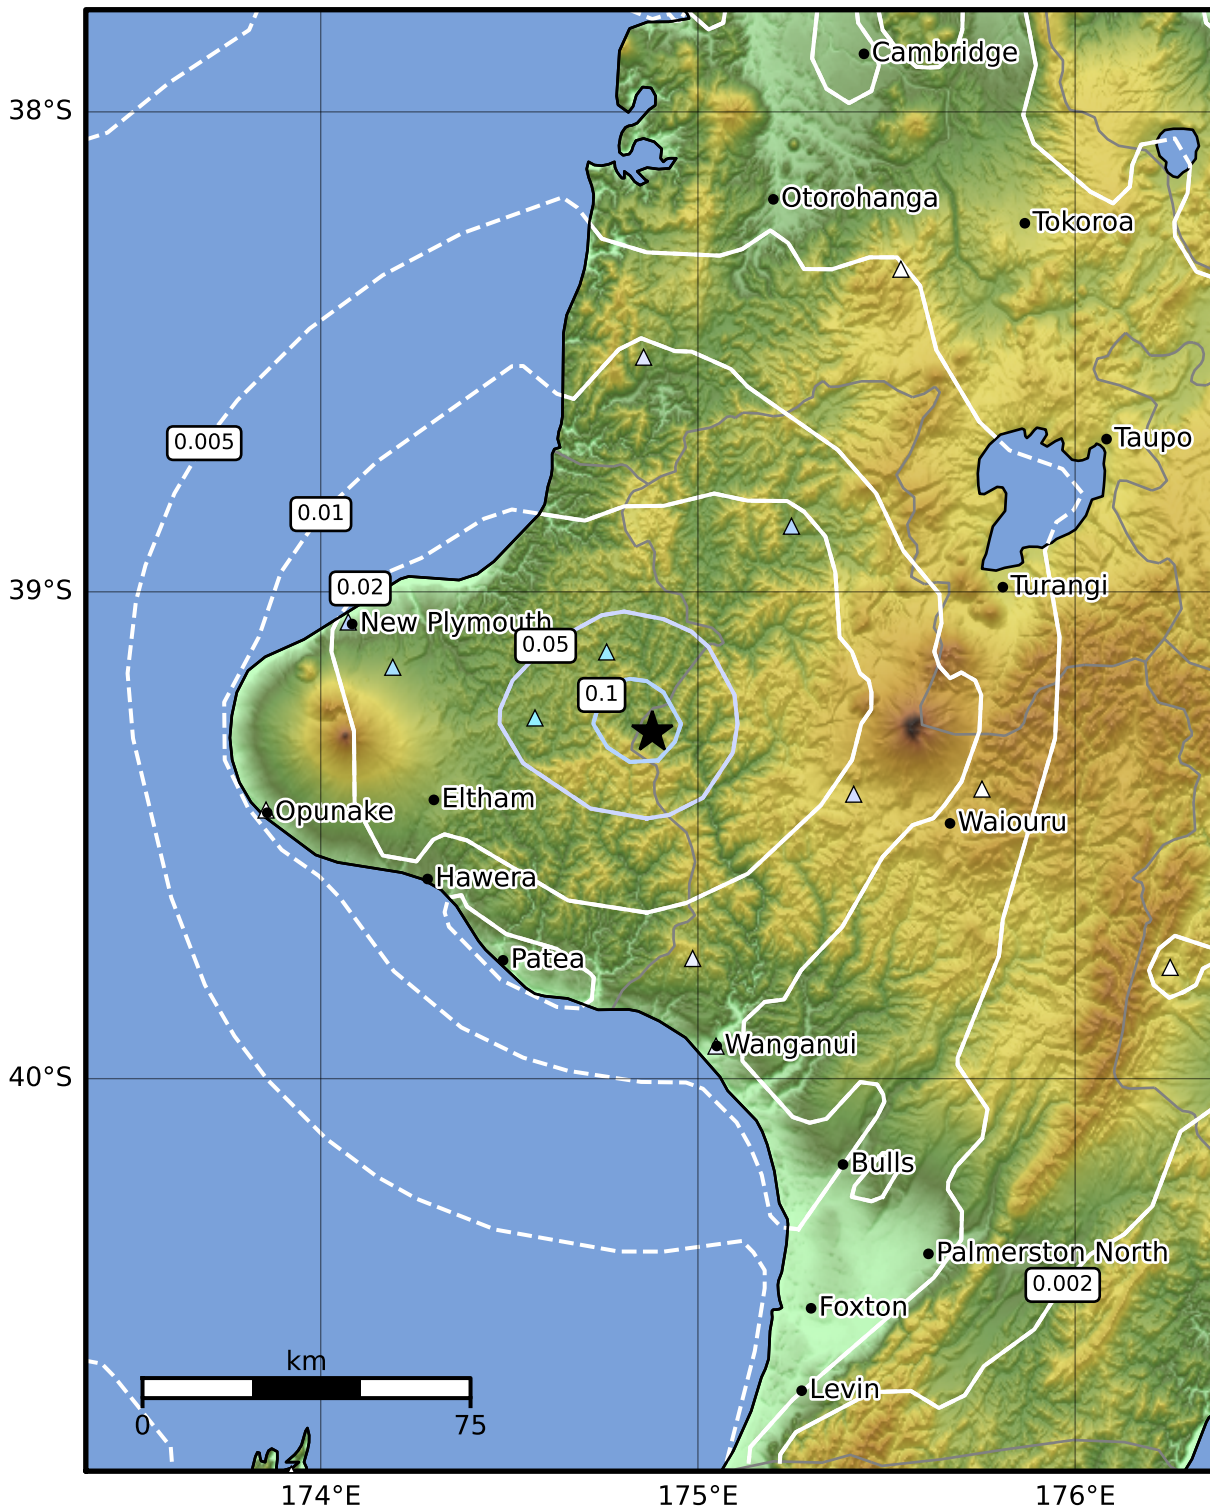 Cambridge
38°S
Otorohanga
Tokoroa
Taupo
0.005
0.01
39°S
0.02
Turangi
New Plymouth
0.05
0.1
Eltham
Opunake
Waiouru
Hawera
Patea
Wanganui
40°S
Bulls
Palmerston North
0.002
Foxton
km
Levin
0 75
174°E 175°E 176°E